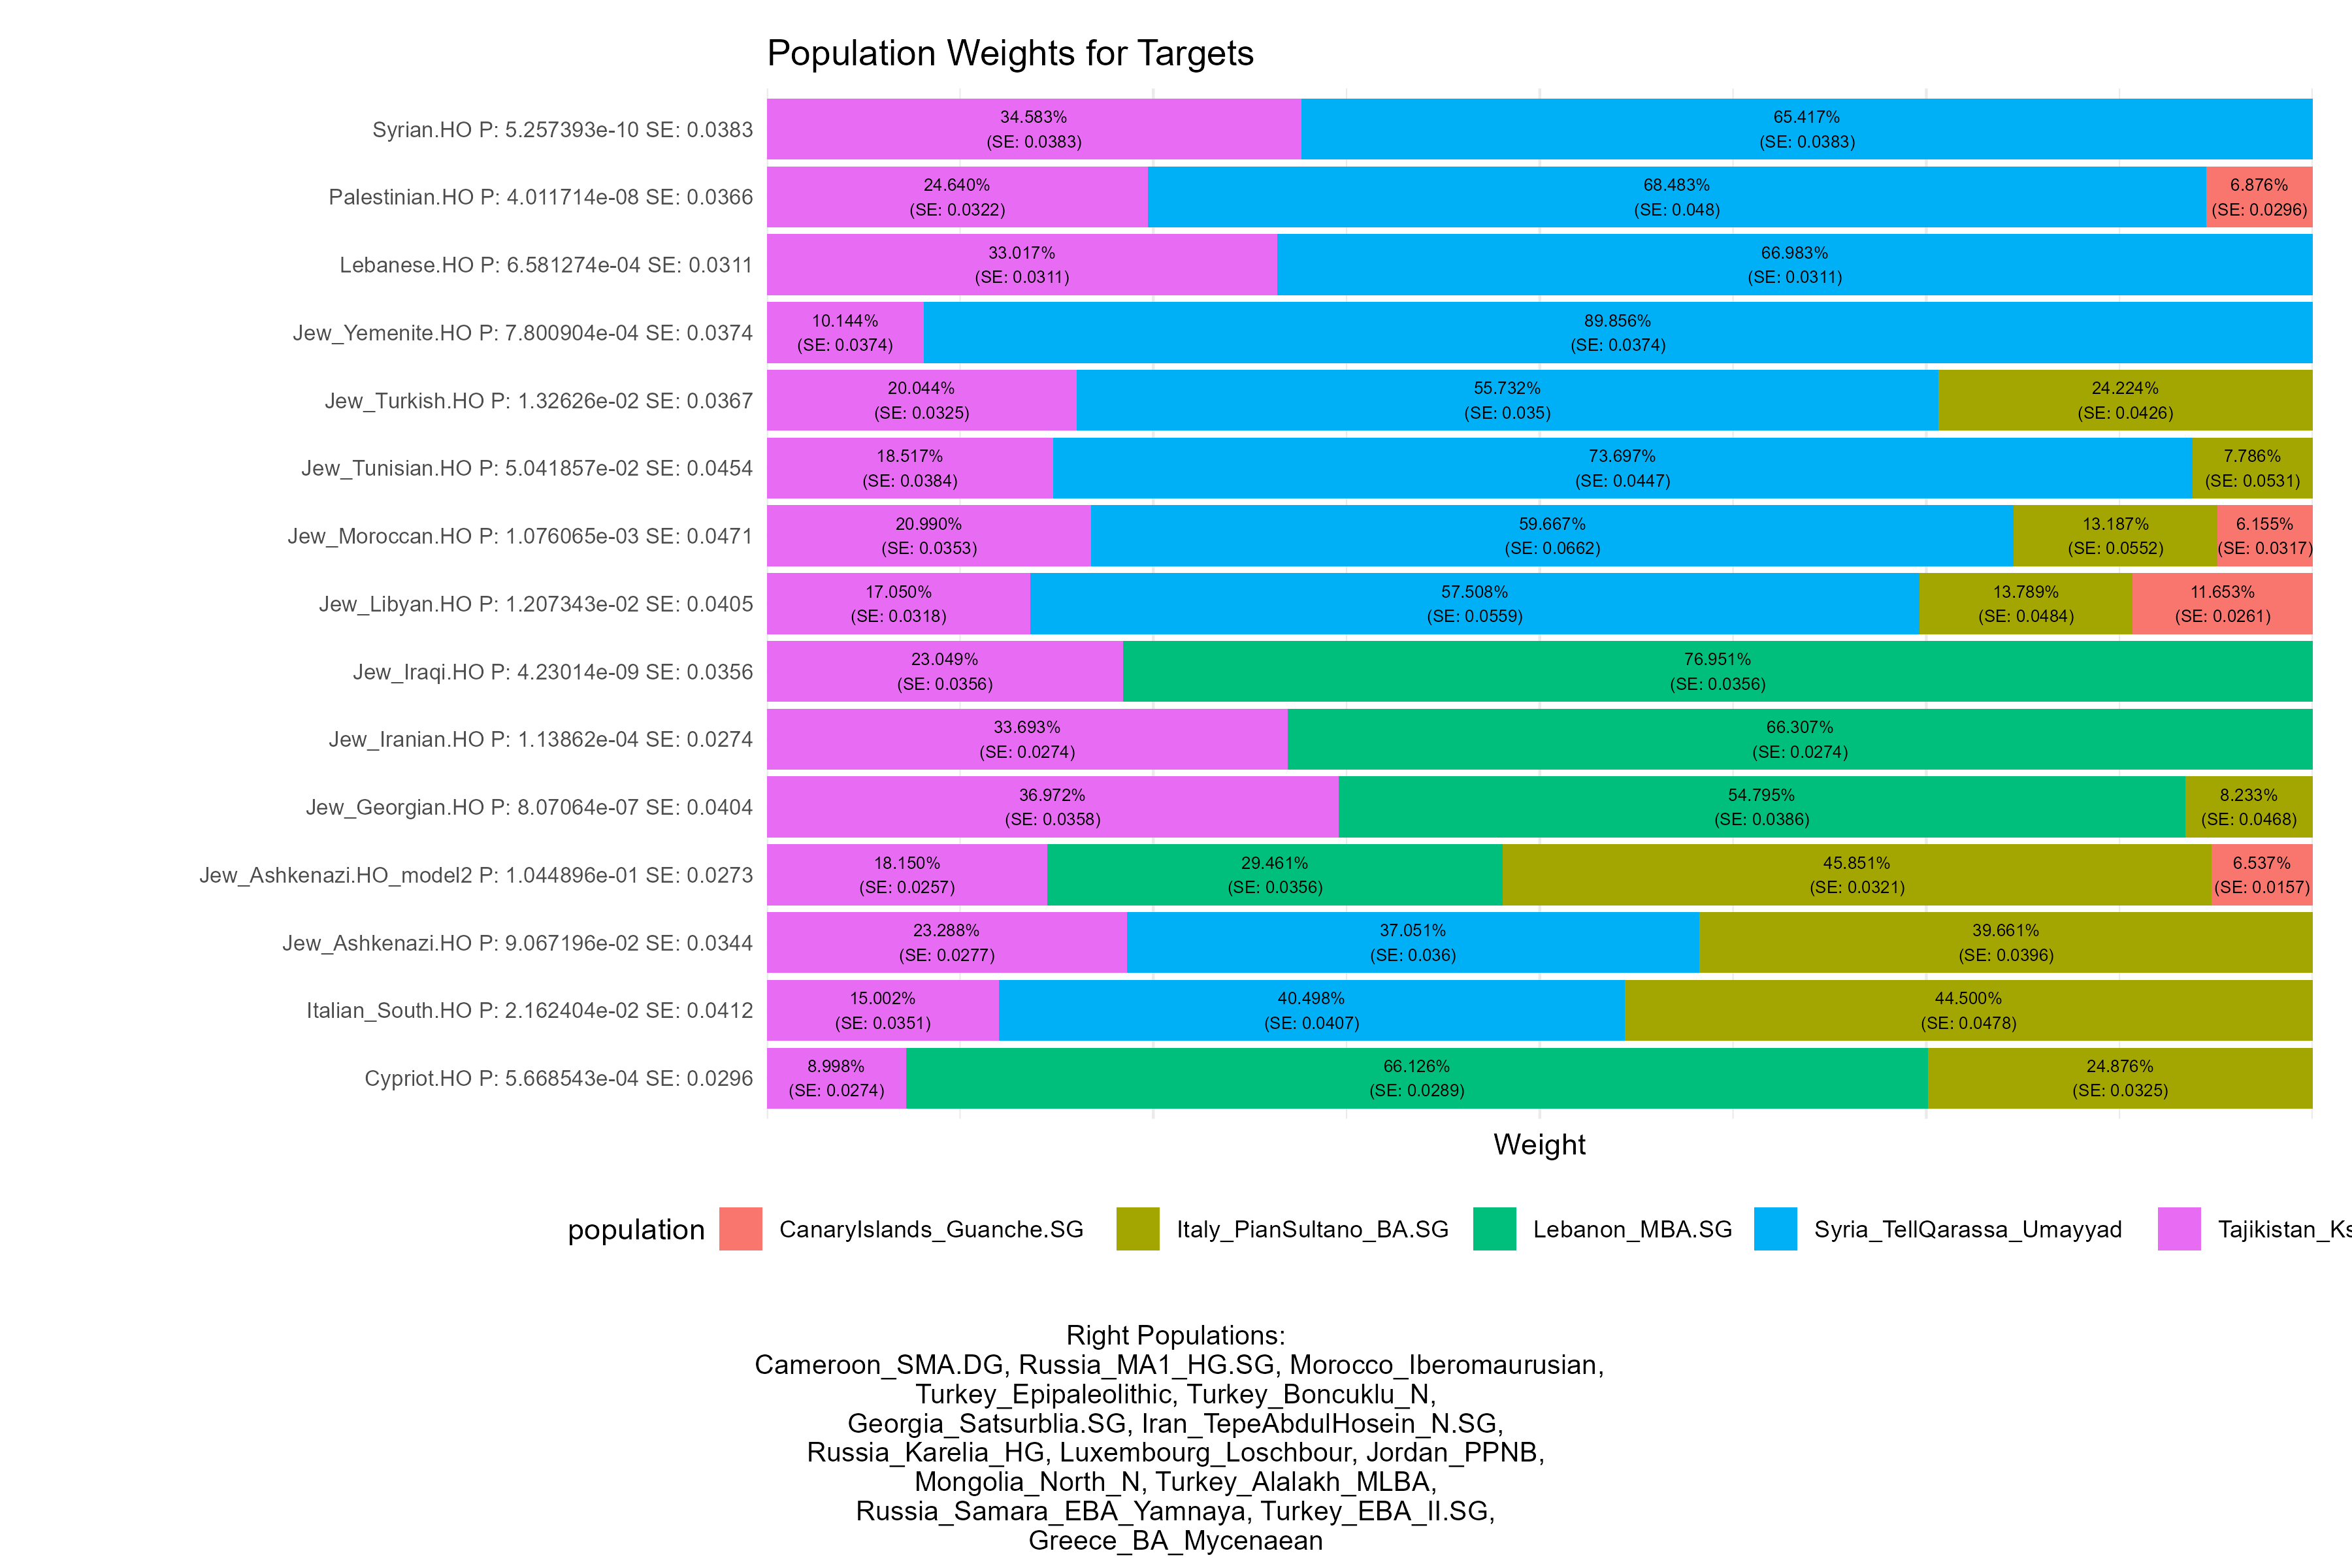 Population Weights for Targets
Syrian.HO P: 5.257393e-10 SE: 0.0383
34.583% 65.417%
(SE: 0.0383) (SE: 0.0383)
Palestinian.HO P: 4.011714e-08 SE: 0.0366
24.640% 68.483% 6.876%
(SE: 0.0322) (SE: 0.048) (SE: 0.0296)
Lebanese.HO P: 6.581274e-04 SE: 0.0311
33.017% 66.983%
(SE: 0.0311) (SE: 0.0311)
Jew_Yemenite.HO P: 7.800904e-04 SE: 0.0374
10.144% 89.856%
(SE: 0.0374) (SE: 0.0374)
Jew_Turkish.HO P: 1.32626e-02 SE: 0.0367
20.044% 55.732% 24.224%
(SE: 0.0325) (SE: 0.035) (SE: 0.0426)
Jew_Tunisian.HO P: 5.041857e-02 SE: 0.0454
18.517% 73.697% 7.786%
(SE: 0.0384) (SE: 0.0447) (SE: 0.0531)
Jew_Moroccan.HO P: 1.076065e-03 SE: 0.0471
20.990% 59.667% 13.187% 6.155%
(SE: 0.0353) (SE: 0.0662) (SE: 0.0552) (SE: 0.0317)
Jew_Libyan.HO P: 1.207343e-02 SE: 0.0405
17.050% 57.508% 13.789% 11.653%
(SE: 0.0318) (SE: 0.0559) (SE: 0.0484) (SE: 0.0261)
Jew_Iraqi.HO P: 4.23014e-09 SE: 0.0356
23.049% 76.951%
(SE: 0.0356) (SE: 0.0356)
Jew_Iranian.HO P: 1.13862e-04 SE: 0.0274
33.693% 66.307%
(SE: 0.0274) (SE: 0.0274)
Jew_Georgian.HO P: 8.07064e-07 SE: 0.0404
36.972% 54.795% 8.233%
(SE: 0.0358) (SE: 0.0386) (SE: 0.0468)
Jew_Ashkenazi.HO_model2 P: 1.044896e-01 SE: 0.0273
18.150% 29.461% 45.851% 6.537%
(SE: 0.0257) (SE: 0.0356) (SE: 0.0321) (SE: 0.0157)
Jew_Ashkenazi.HO P: 9.067196e-02 SE: 0.0344
23.288% 37.051% 39.661%
(SE: 0.0277) (SE: 0.036) (SE: 0.0396)
Italian_South.HO P: 2.162404e-02 SE: 0.0412
15.002% 40.498% 44.500%
(SE: 0.0351) (SE: 0.0407) (SE: 0.0478)
Cypriot.HO P: 5.668543e-04 SE: 0.0296
8.998% 66.126% 24.876%
(SE: 0.0274) (SE: 0.0289) (SE: 0.0325)
Weight
population CanaryIslands_Guanche.SG Italy_PianSultano_BA.SG Lebanon_MBA.SG Syria_TellQarassa_Umayyad Tajikistan_Ks
Right Populations:
Cameroon_SMA.DG, Russia_MA1_HG.SG, Morocco_Iberomaurusian,
Turkey_Epipaleolithic, Turkey_Boncuklu_N,
Georgia_Satsurblia.SG, Iran_TepeAbdulHosein_N.SG,
Russia_Karelia_HG, Luxembourg_Loschbour, Jordan_PPNB,
Mongolia_North_N, Turkey_Alalakh_MLBA,
Russia_Samara_EBA_Yamnaya, Turkey_EBA_II.SG,
Greece_BA_Mycenaean